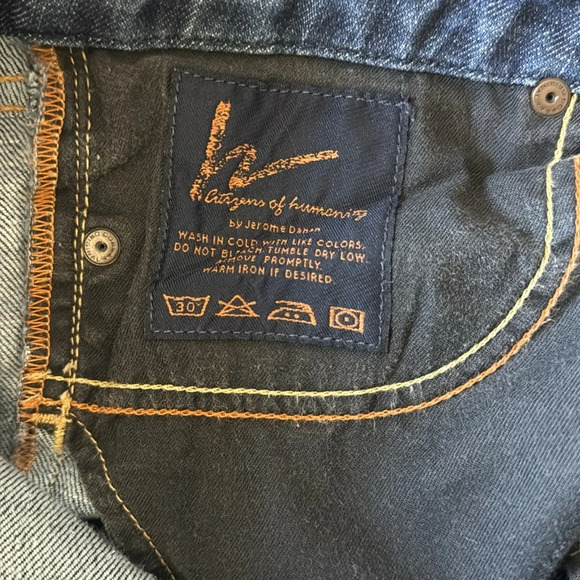 Citizens of humanity
by Jerome Dahan
WASH IN COLD WITH LIKE COLORS.
DO NOT BLEACH TUMBLE DRY LOW.
REMOVE PROMPTLY.
WARM IRON IF DESIRED.
30°